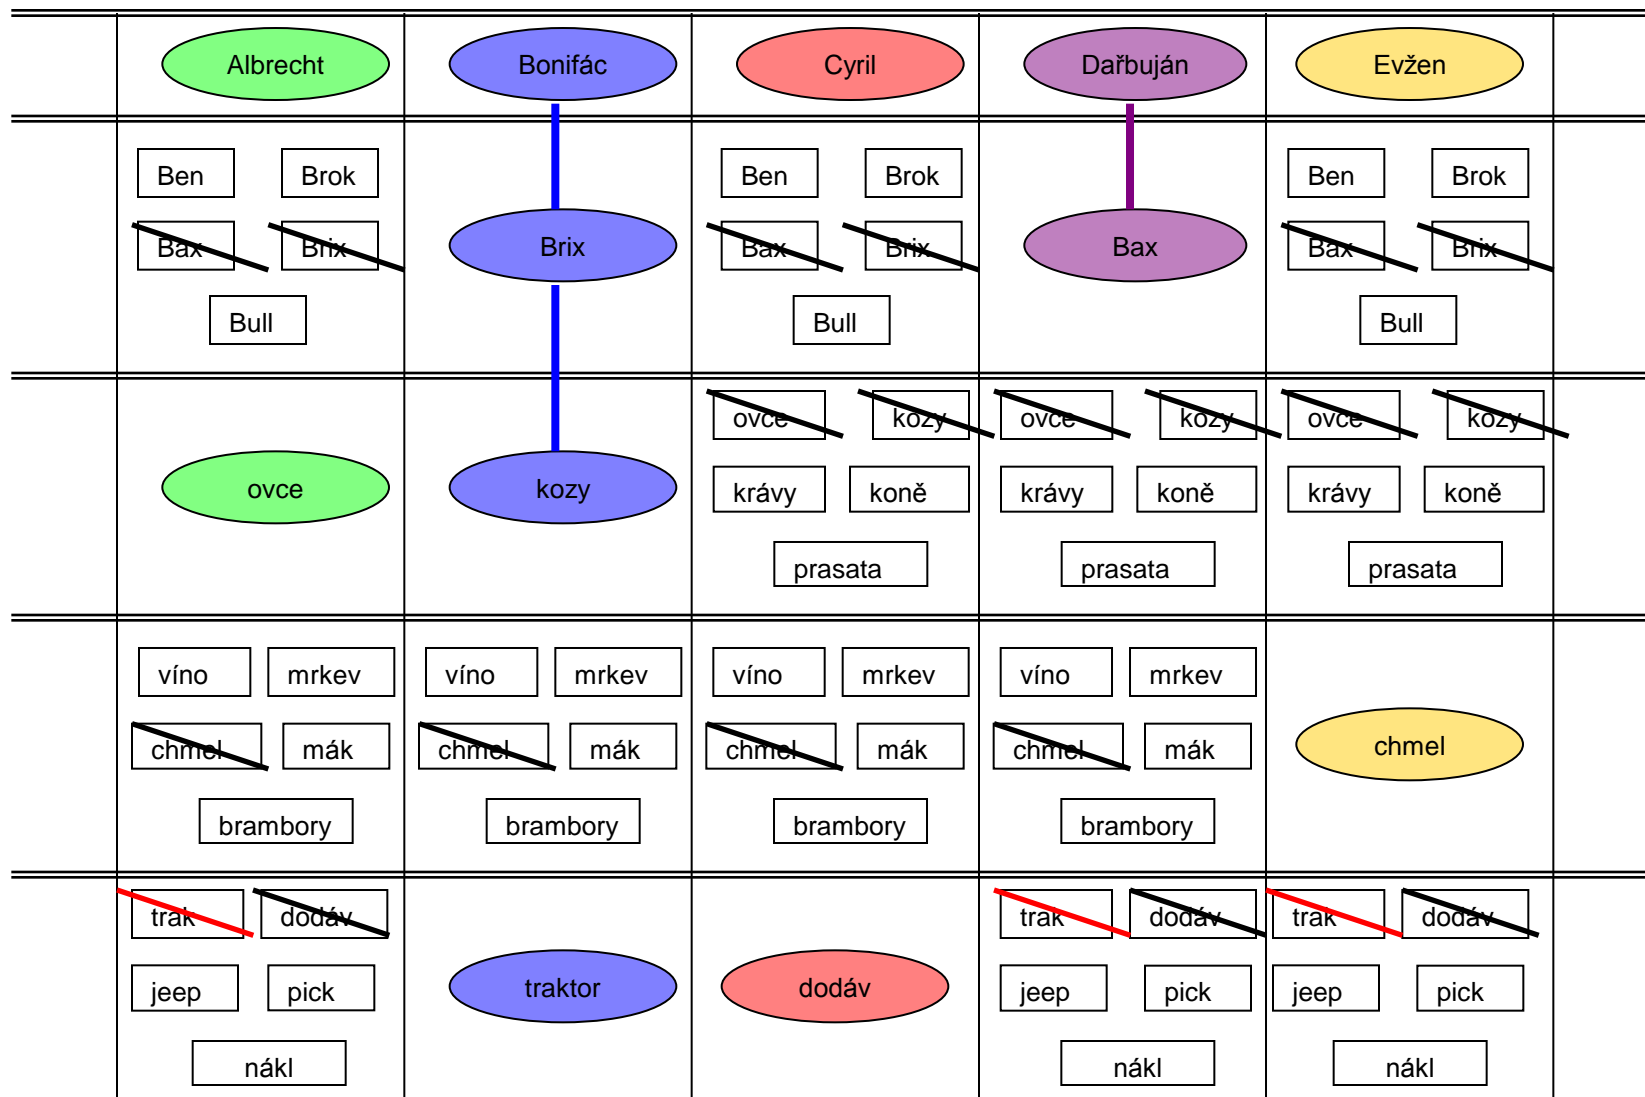 Albrecht Bonifác Cyril Dařbuján Evžen
Ben Brok Ben Brok Ben Brok
Bax Brix Brix Bax Brix Bax Bax Brix
Bull Bull Bull
ovce kozy ovce kozy ovce kozy
ovce kozy krávy koně krávy koně krávy koně
prasata prasata prasata
víno mrkev víno mrkev víno mrkev víno mrkev
chmel mák chmel mák chmel mák chmel mák chmel
brambory brambory brambory brambory
trak dodáv trak dodáv trak dodáv
jeep pick traktor dodáv jeep pick jeep pick
nákl nákl nákl